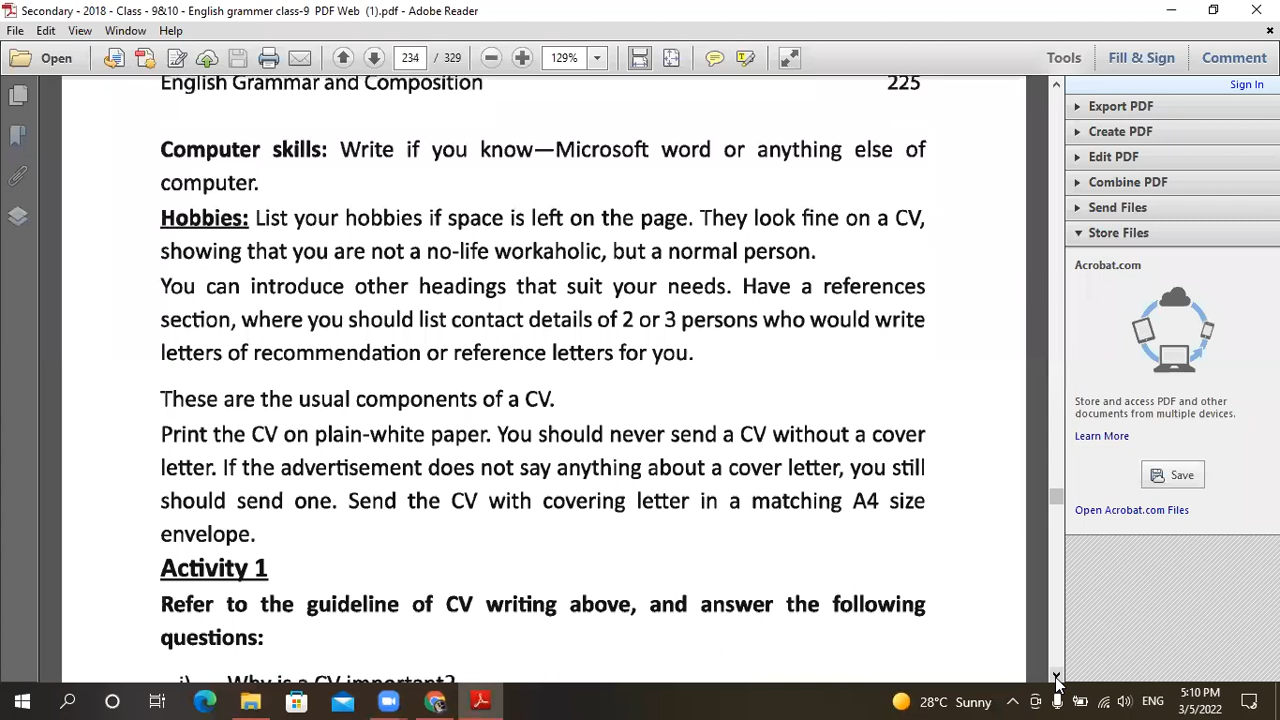 Secondary - 2018 - Class - 9&10 - English grammer class-9 PDF Web (1).pdf - Adobe Reader
File Edit View Window Help
Open 234 / 329 129% Tools Fill & Sign Comment
Sign In
Export PDF
Create PDF
Edit PDF
Combine PDF
Send Files
Store Files
Acrobat.com
Store and access PDF and other
documents from multiple devices.
Learn More
Save
Open Acrobat.com Files
English Grammar and Composition 225
Computer skills: Write if you know—Microsoft word or anything else of
computer.
Hobbies: List your hobbies if space is left on the page. They look fine on a CV,
showing that you are not a no-life workaholic, but a normal person.
You can introduce other headings that suit your needs. Have a references
section, where you should list contact details of 2 or 3 persons who would write
letters of recommendation or reference letters for you.
These are the usual components of a CV.
Print the CV on plain-white paper. You should never send a CV without a cover
letter. If the advertisement does not say anything about a cover letter, you still
should send one. Send the CV with covering letter in a matching A4 size
envelope.
Activity 1
Refer to the guideline of CV writing above, and answer the following
questions:
i) Why is a CV important?
28°C Sunny ENG 5:10 PM
3/5/2022